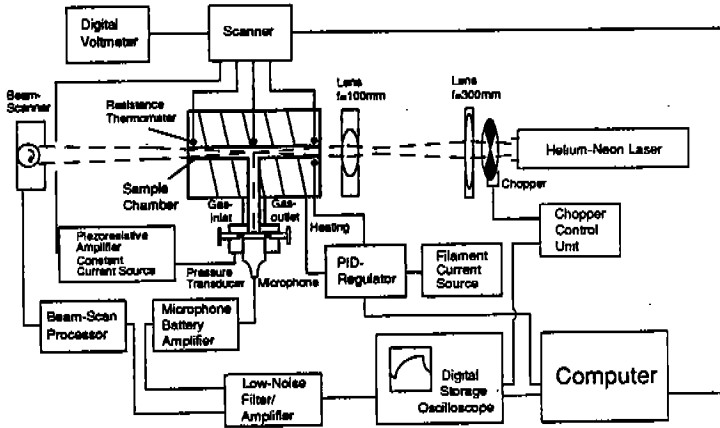 Digital
Voltmeter
Scanner
Beam-
Scanner
Resistance
Thermometer
Lens
f=100mm
Lens
f=300mm
Helium-Neon Laser
Chopper
Sample
Chamber
Gas-
inlet
Gas-
outlet
Heating
Chopper
Control
Unit
Piezoresistive
Amplifier
Constant
Current Source
Pressure
Transducer
Microphone
PID-
Regulator
Filament
Current
Source
Beam-Scan
Processor
Microphone
Battery
Amplifier
Low-Noise
Filter/
Amplifier
Digital
Storage
Oscilloscope
Computer